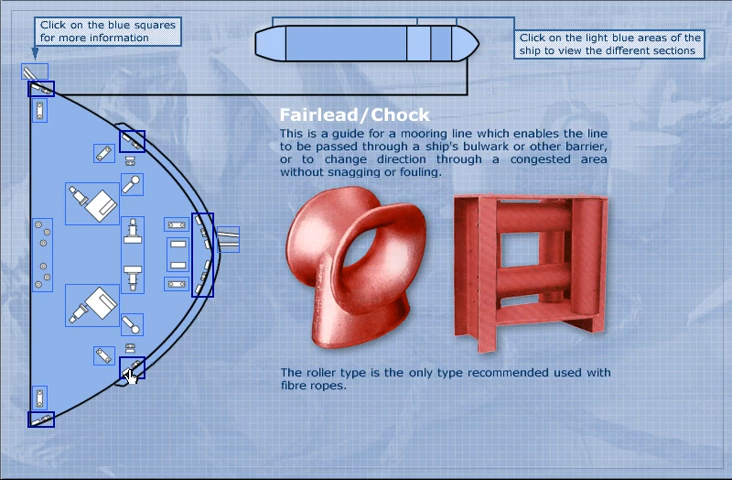 Click on the blue squares
for more information
Click on the light blue areas of the
ship to view the different sections
Fairlead/Chock
This is a guide for a mooring line which enables the line
to be passed through a ship's bulwark or other barrier,
or to change direction through a congested area
without snagging or fouling.
The roller type is the only type recommended used with
fibre ropes.